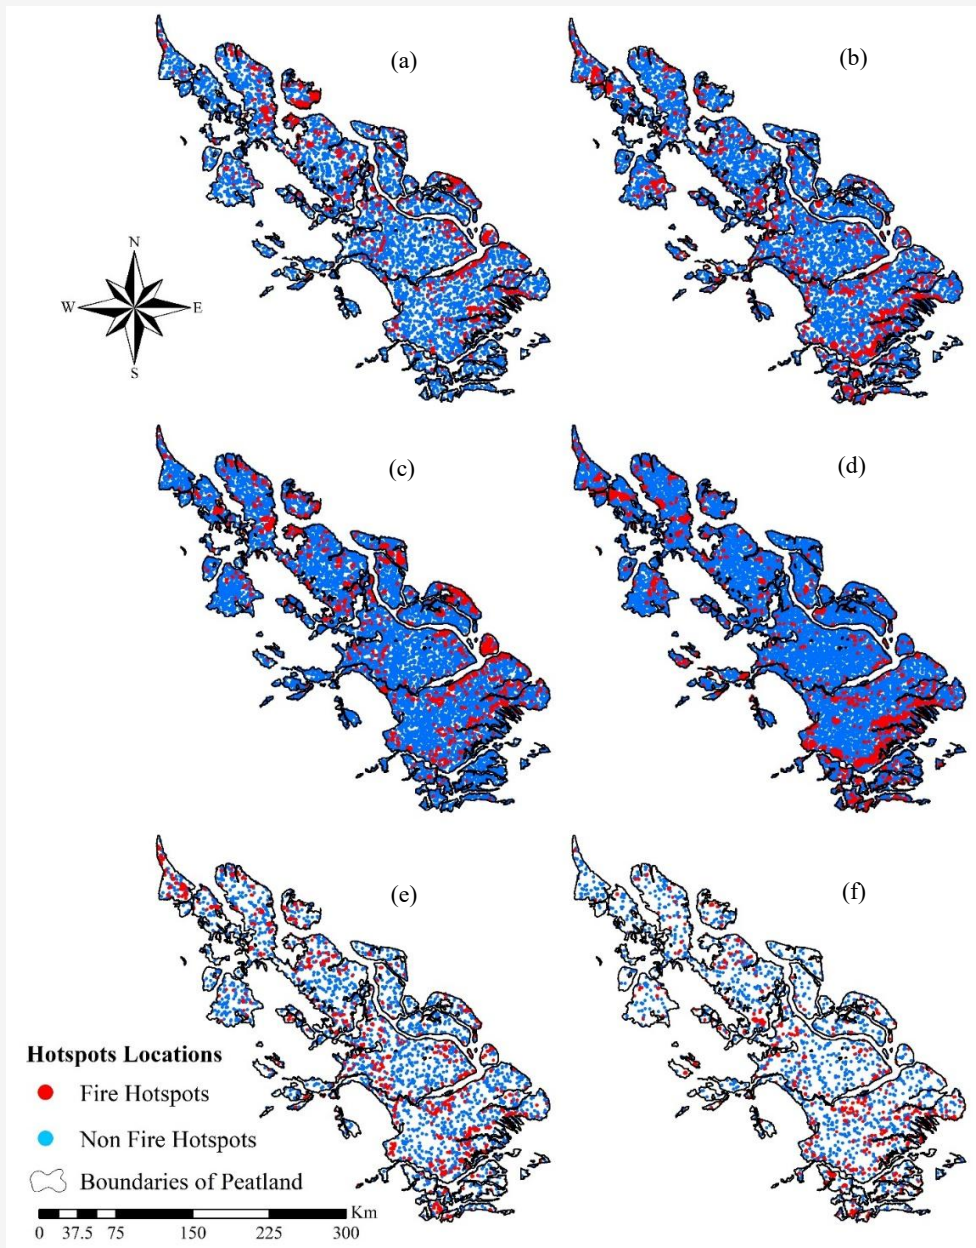 (a)
(b)
N
W
E
S
(c)
(d)
(e)
(f)
Hotspots Locations
Fire Hotspots
Non Fire Hotspots
Boundaries of Peatland
Km
0 37.5 75 150 225 300